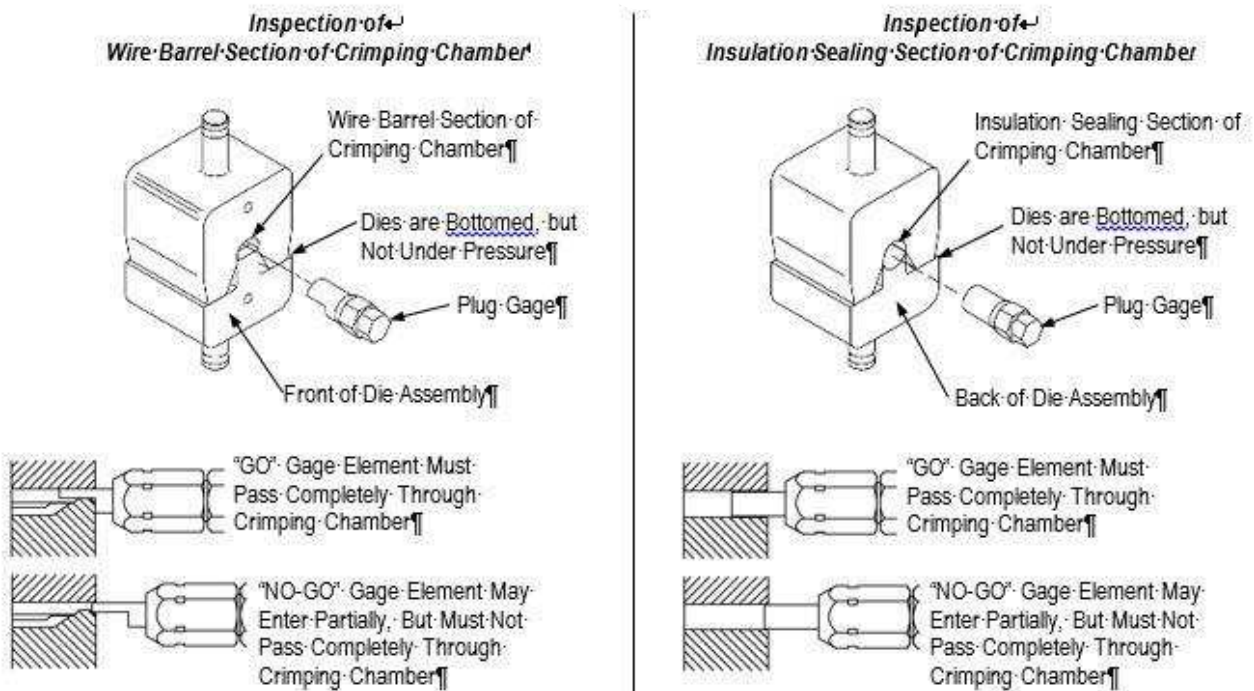 Inspection·of↵
Wire·Barrel·Section·of·Crimping·Chamber
Wire·Barrel·Section·of·
Crimping·Chamber¶
Dies·are·Bottomed,·but
Not·Under·Pressure¶
Plug·Gage¶
Front·of·Die·Assembly¶
"GO"·Gage·Element·Must·
Pass·Completely·Through·
Crimping·Chamber¶
"NO-GO"·Gage·Element·May·
Enter·Partially,·But·Must·Not·
Pass·Completely·Through·
Crimping·Chamber¶
Inspection·of↵
Insulation·Sealing·Section·of·Crimping·Chamber
Insulation·Sealing·Section·of
Crimping·Chamber¶
Dies·are·Bottomed,·but
Not·Under·Pressure¶
Plug·Gage¶
Back·of·Die·Assembly¶
"GO"·Gage·Element·Must·
Pass·Completely·Through·
Crimping·Chamber¶
"NO-GO"·Gage·Element·May·
Enter·Partially,·But·Must·Not·
Pass·Completely·Through·
Crimping·Chamber¶